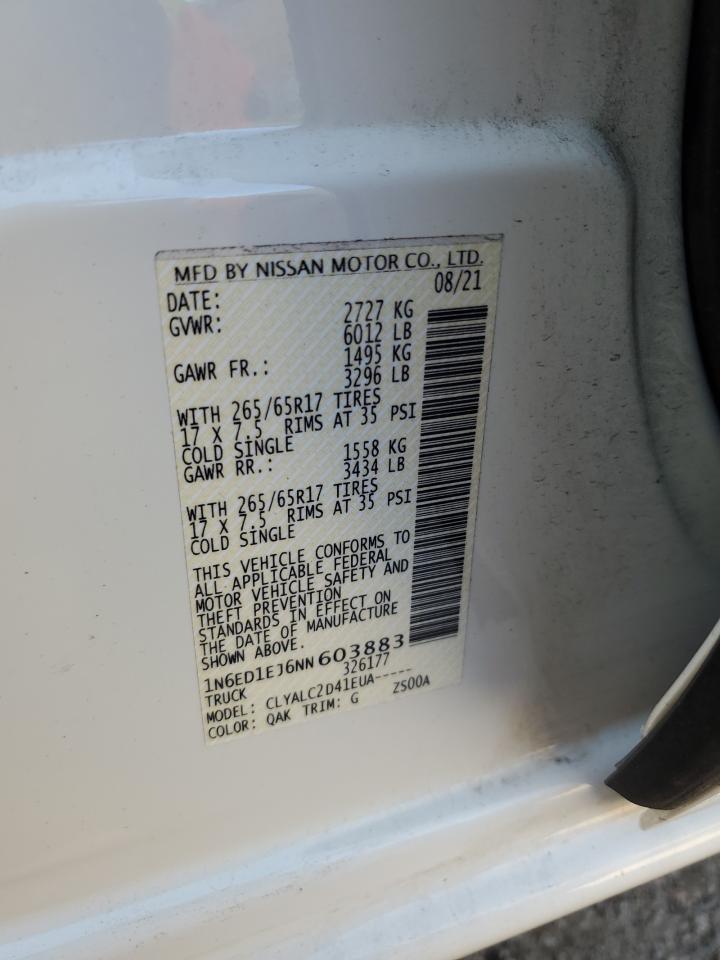 MFD BY NISSAN MOTOR CO., LTD.
DATE: 08/21
GVWR: 2727 KG
6012 LB
GAWR FR.: 1495 KG
3296 LB
WITH 265/65R17 TIRES
17 X 7.5 RIMS AT 35 PSI
COLD SINGLE
GAWR RR.: 1558 KG
3434 LB
WITH 265/65R17 TIRES
17 X 7.5 RIMS AT 35 PSI
COLD SINGLE
THIS VEHICLE CONFORMS TO
ALL APPLICABLE FEDERAL
MOTOR VEHICLE SAFETY AND
THEFT PREVENTION
STANDARDS IN EFFECT ON
THE DATE OF MANUFACTURE
SHOWN ABOVE.
1N6ED1EJ6NN603883
TRUCK 326177
MODEL: CLYALC2D41EUA-----
COLOR: QAK TRIM: G ZS00A